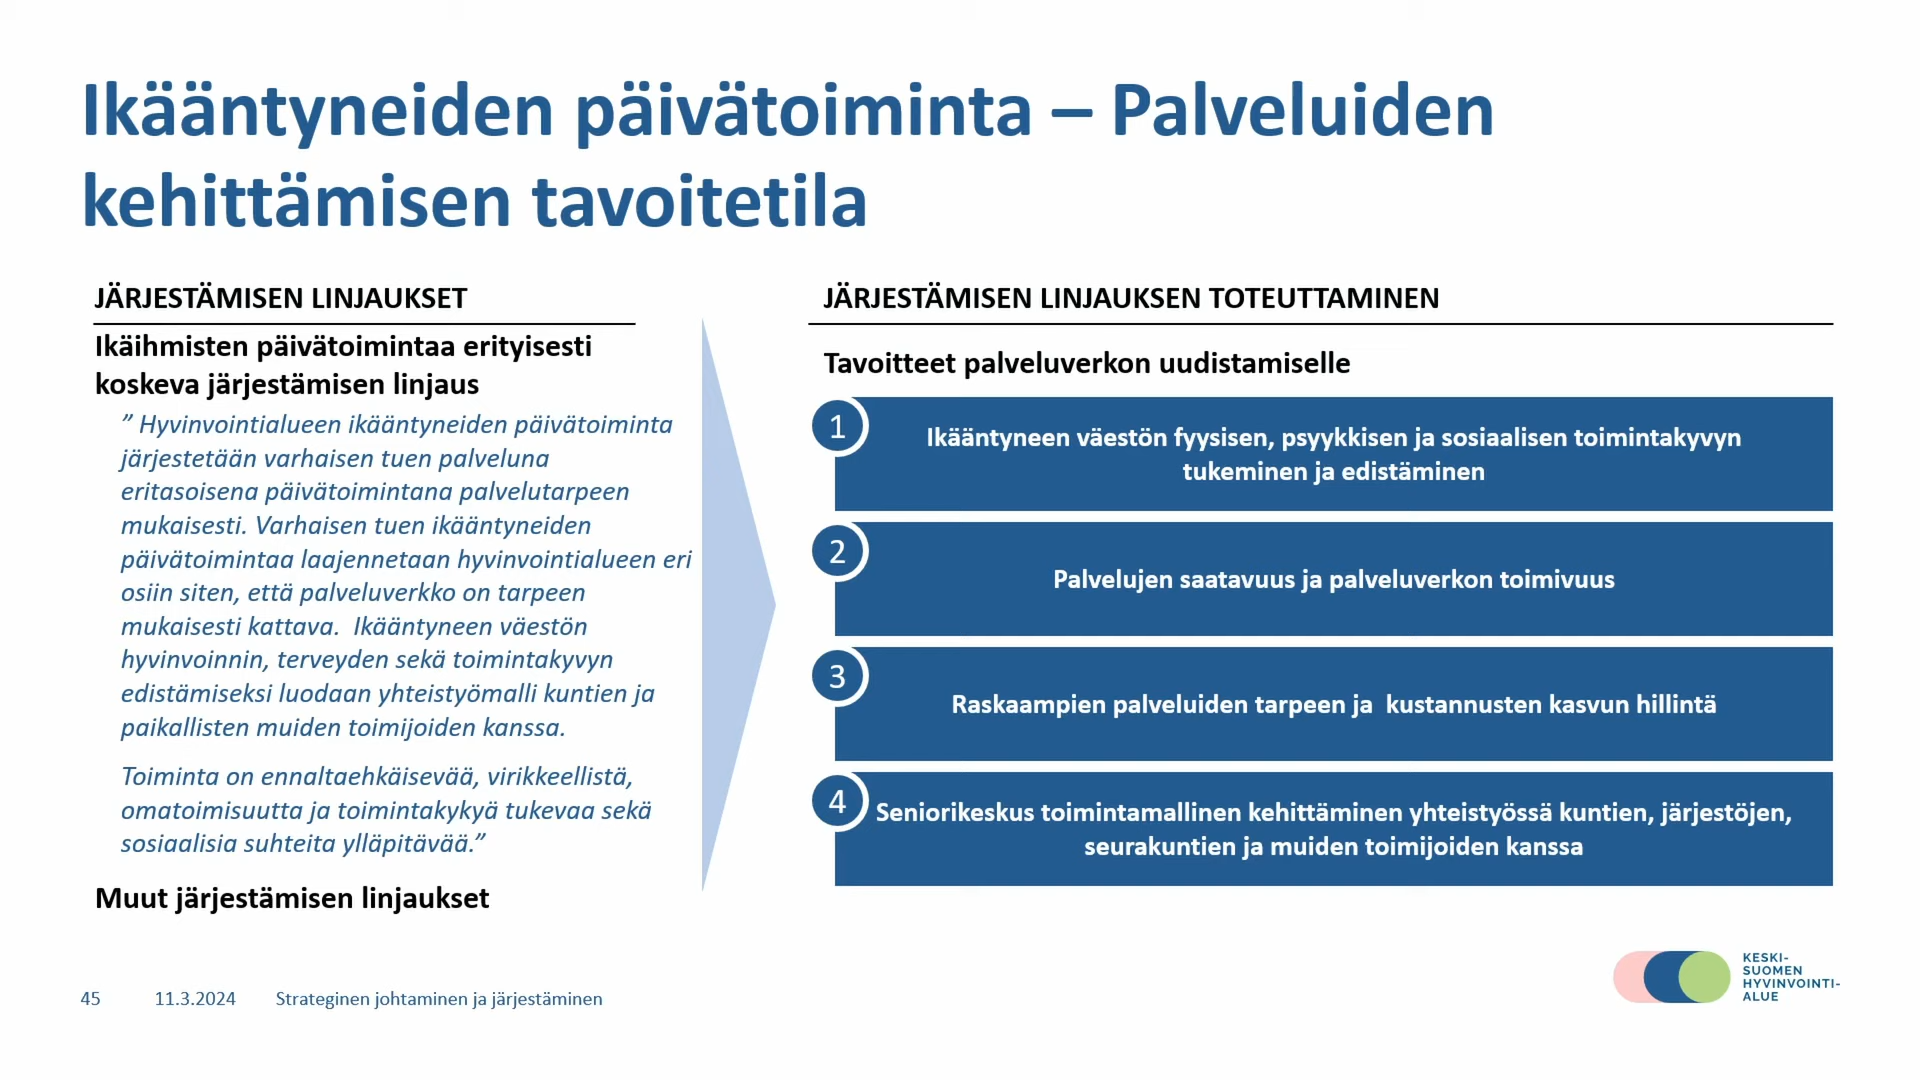 Ikääntyneiden päivätoiminta – Palveluiden
kehittämisen tavoitetila
JÄRJESTÄMISEN LINJAUKSET
Ikäihmisten päivätoimintaa erityisesti
koskeva järjestämisen linjaus
” Hyvinvointialueen ikääntyneiden päivätoiminta
järjestetään varhaisen tuen palveluna
eritasoisena päivätoimintana palvelutarpeen
mukaisesti. Varhaisen tuen ikääntyneiden
päivätoimintaa laajennetaan hyvinvointialueen eri
osiin siten, että palveluverkko on tarpeen
mukaisesti kattava.  Ikääntyneen väestön
hyvinvoinnin, terveyden sekä toimintakyvyn
edistämiseksi luodaan yhteistyömalli kuntien ja
paikallisten muiden toimijoiden kanssa.
Toiminta on ennaltaehkäisevää, virikkeellistä,
omatoimisuutta ja toimintakykyä tukevaa sekä
sosiaalisia suhteita ylläpitävää.”
Muut järjestämisen linjaukset
JÄRJESTÄMISEN LINJAUKSEN TOTEUTTAMINEN
Tavoitteet palveluverkon uudistamiselle
1
Ikääntyneen väestön fyysisen, psyykkisen ja sosiaalisen toimintakyvyn
tukeminen ja edistäminen
2
Palvelujen saatavuus ja palveluverkon toimivuus
3
Raskaampien palveluiden tarpeen ja  kustannusten kasvun hillintä
4
Seniorikeskus toimintamallinen kehittäminen yhteistyössä kuntien, järjestöjen,
seurakuntien ja muiden toimijoiden kanssa
45 11.3.2024 Strateginen johtaminen ja järjestäminen
KESKI-
SUOMEN
HYVINVOINTI-
ALUE